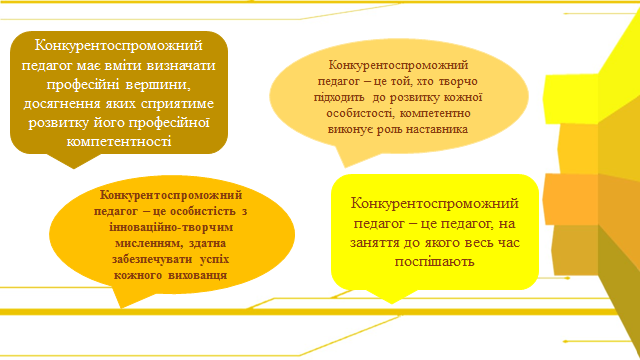 Конкурентоспроможний
педагог має вміти визначати
професійні вершини,
досягнення яких сприятиме
розвитку його професійної
компетентності
Конкурентоспроможний
педагог – це той, хто творчо
підходить до розвитку кожної
особистості, компетентно
виконує роль наставника
Конкурентоспроможний
педагог – це особистість з
інноваційно-творчим
мисленням, здатна
забезпечувати успіх
кожного вихованця
Конкурентоспроможний
педагог – це педагог, на
заняття до якого весь час
поспішають